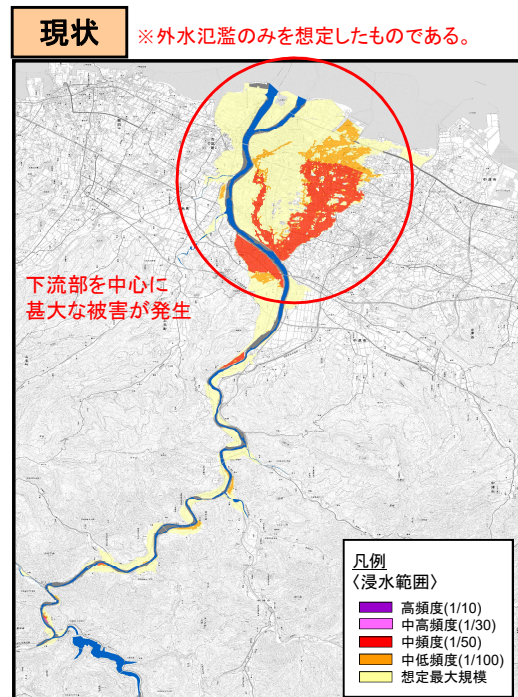 現状
※外水氾濫のみを想定したものである。
下流部を中心に
甚大な被害が発生
凡例
〈浸水範囲〉
高頻度(1/10)
中高頻度(1/30)
中頻度(1/50)
中低頻度(1/100)
想定最大規模